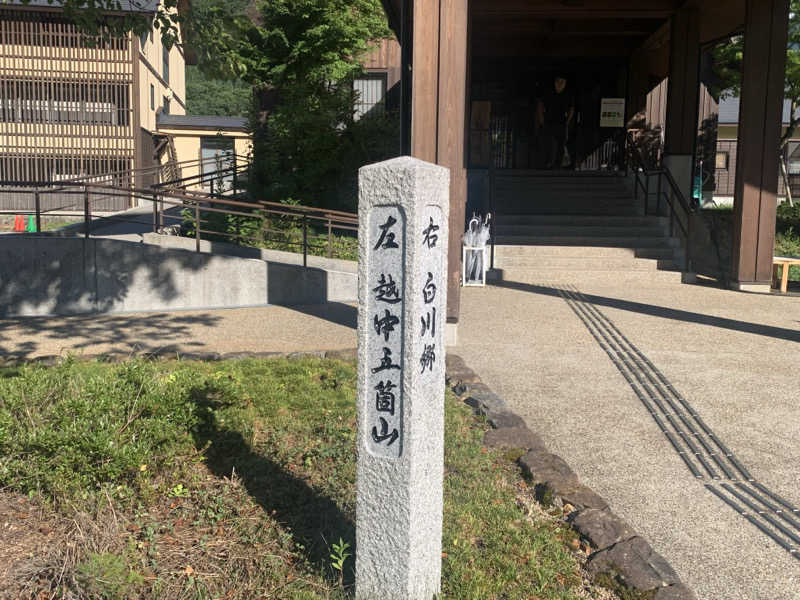 右 白川郷
左 越中五箇山